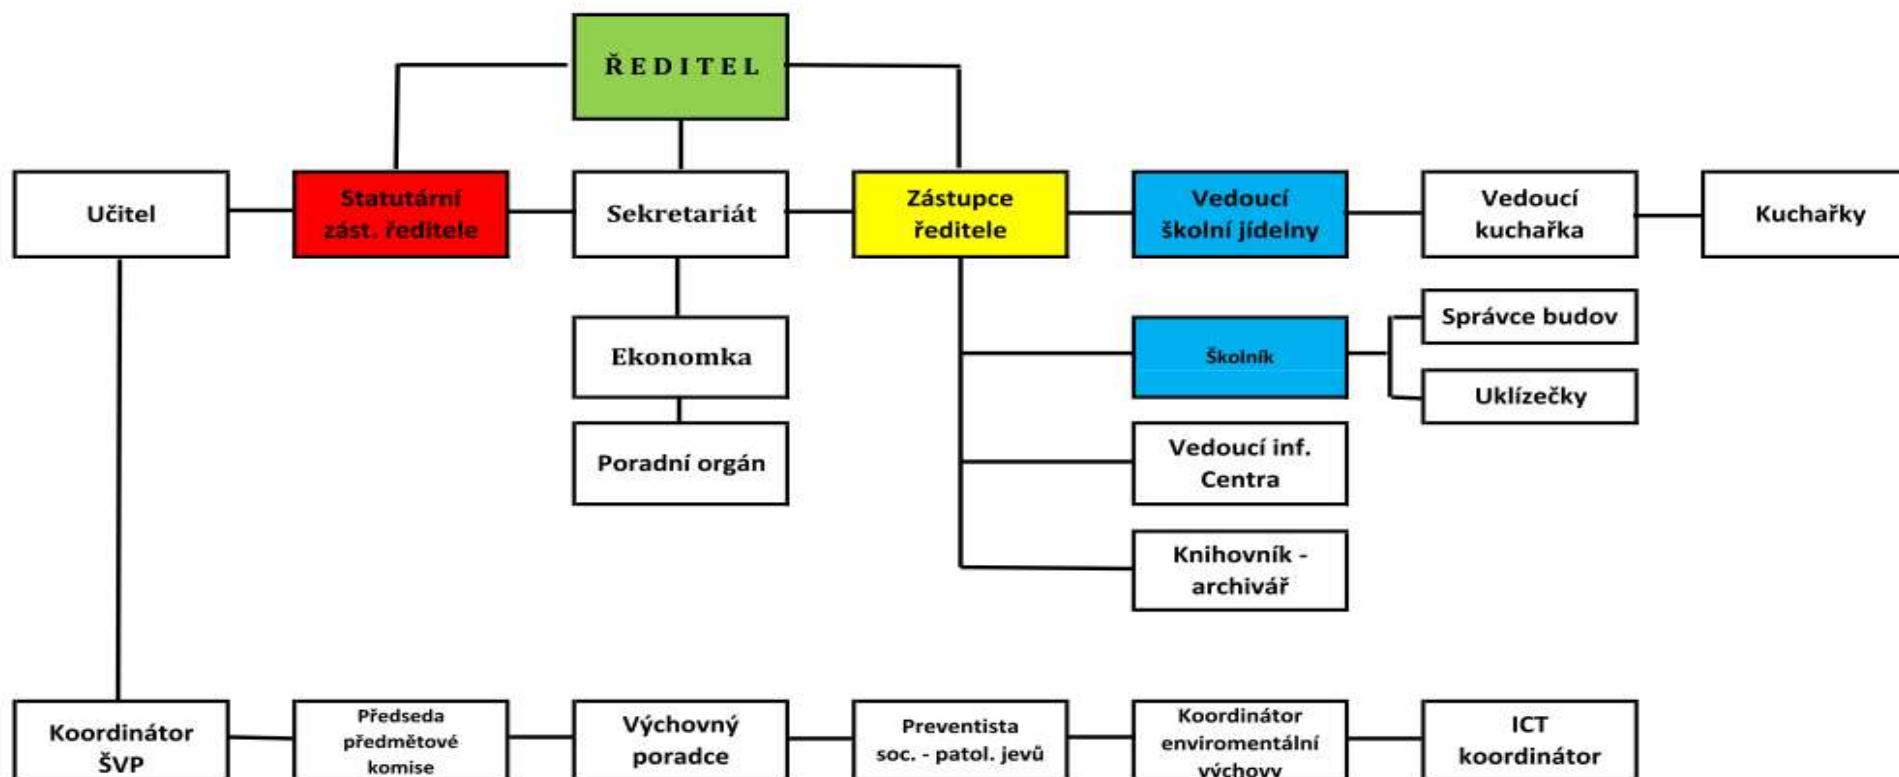 ŘEDITEL
Učitel
Statutární
zást. ředitele
Sekretariát
Zástupce
ředitele
Vedoucí
školní jídelny
Vedoucí
kuchařka
Kuchařky
Ekonomka
Školník
Správce budov
Uklízečky
Poradní orgán
Vedoucí inf.
Centra
Knihovník -
archivář
Koordinátor
ŠVP
Předseda
předmětové
komise
Výchovný
poradce
Preventista
soc. - patol. jevů
Koordinátor
enviromentální
výchovy
ICT
koordinátor